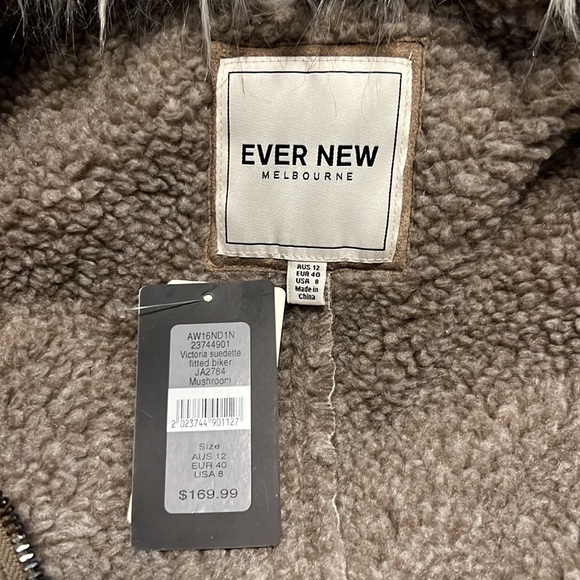 EVER NEW
MELBOURNE
AUS 12
EUR 40
USA 8
Made in
China
AW16ND1N
23744901
Victoria suedette
fitted biker
JA2784
Mushroom
2 023744 901127
Size
AUS 12
EUR 40
USA 8
$169.99